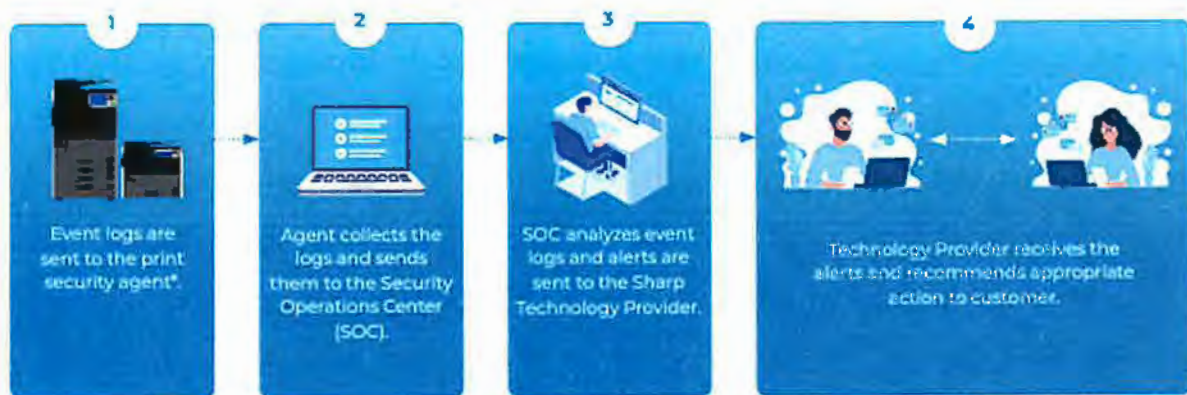 1
Event logs are
sent to the print
security agent*.
2
Agent collects the
logs and sends
them to the Security
Operations Center
(SOC).
3
SOC analyzes event
logs and alerts are
sent to the Sharp
Technology Provider.
4
Technology Provider receives the
alerts and recommends appropriate
action to customer.